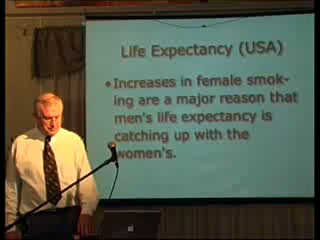 Life Expectancy (USA)
•Increases in female smok-
ing are a major reason that
men's life expectancy is
catching up with the
women's.